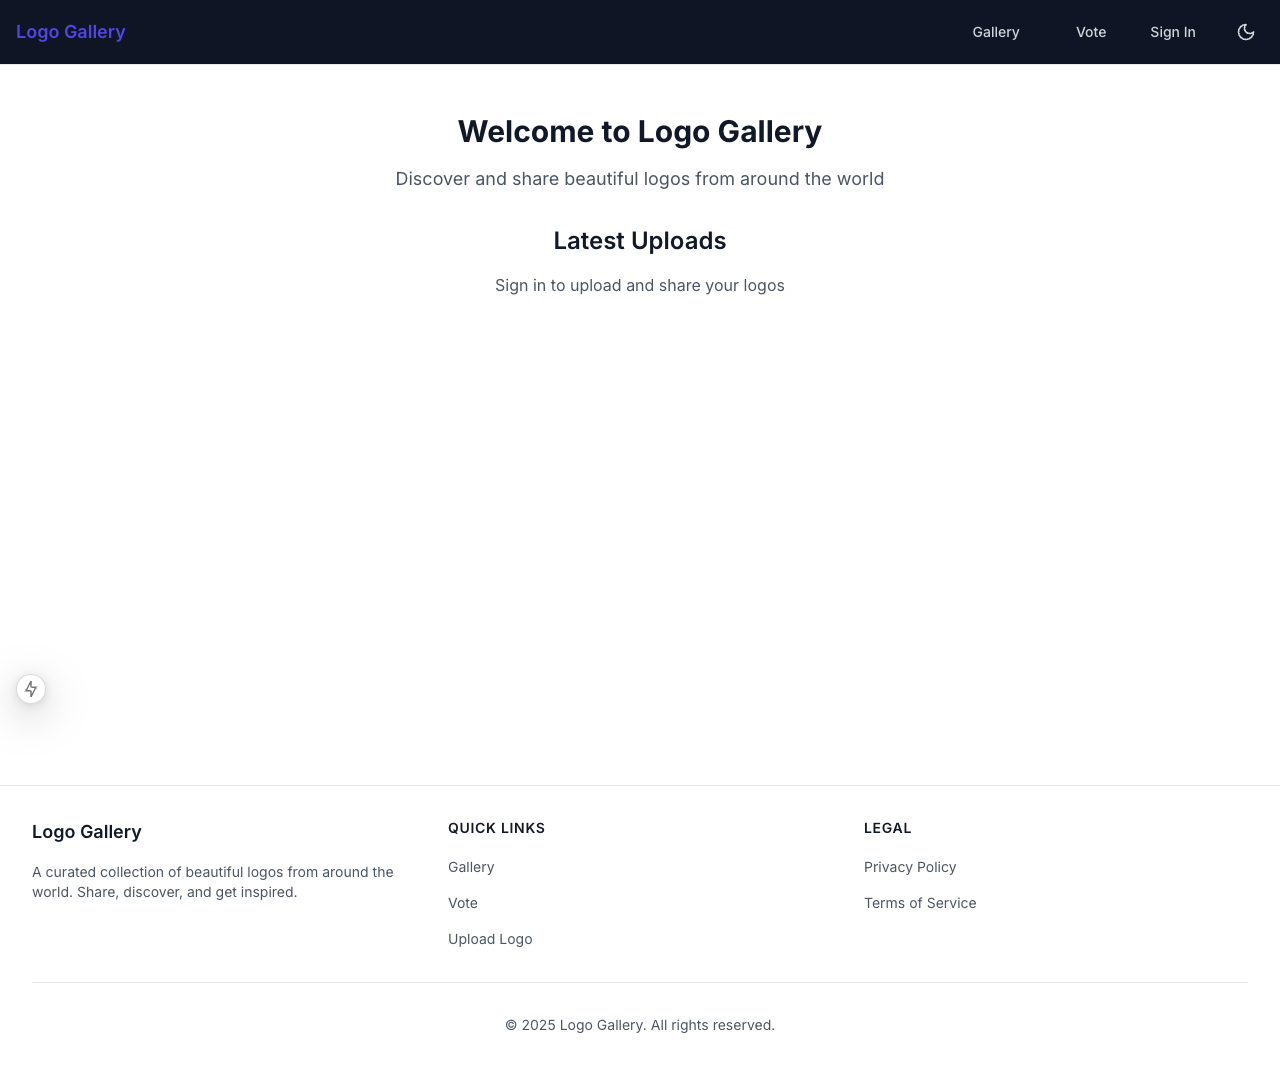 Logo Gallery
Gallery
Vote
Sign In
Welcome to Logo Gallery
Discover and share beautiful logos from around the world
Latest Uploads
Sign in to upload and share your logos
Logo Gallery
A curated collection of beautiful logos from around the
world. Share, discover, and get inspired.
QUICK LINKS
Gallery
Vote
Upload Logo
LEGAL
Privacy Policy
Terms of Service
© 2025 Logo Gallery. All rights reserved.